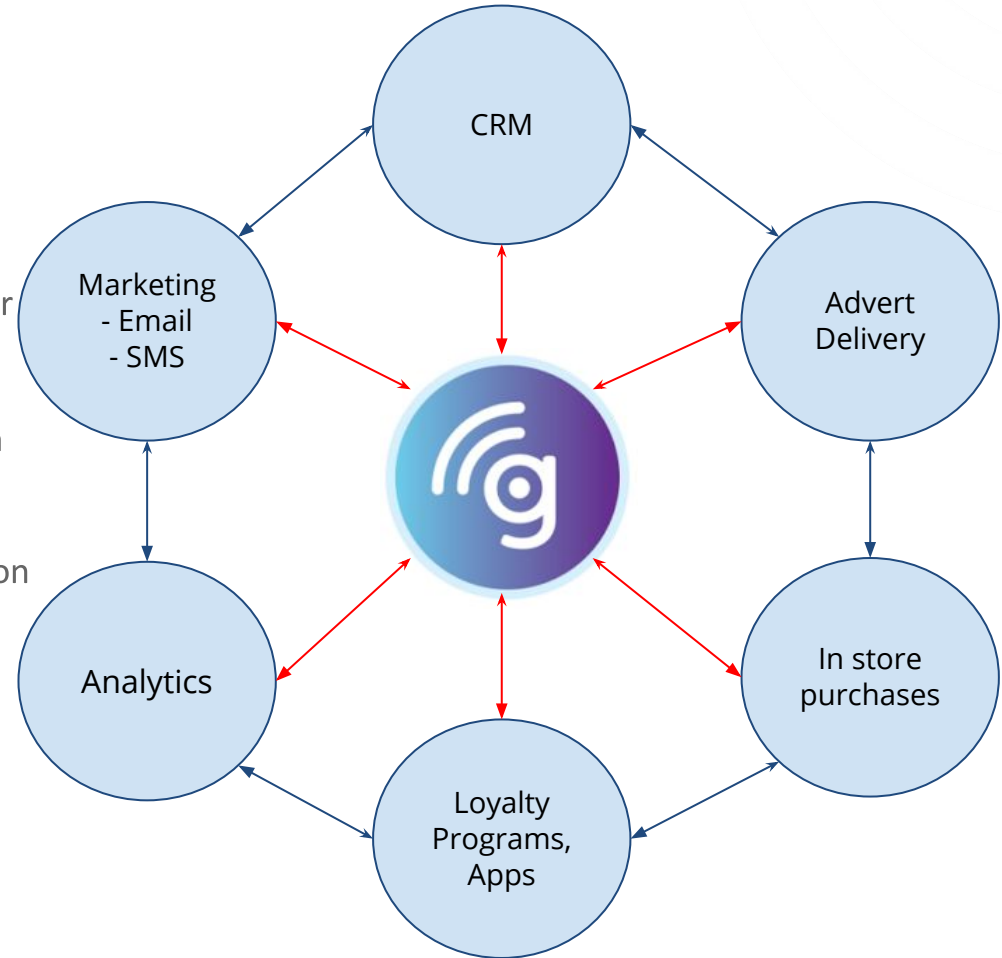 CRM
Marketing
- Email
- SMS
Advert
Delivery
Analytics
In store
purchases
Loyalty
Programs,
Apps